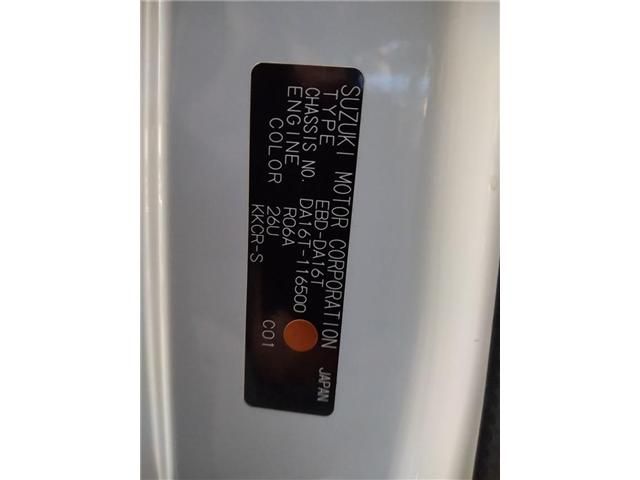 SUZUKI MOTOR CORPORATION
TYPE EBD-DA16T
CHASSIS NO. DA16T-116500
ENGINE R06A
COLOR 26U
KKCR-S C01
JAPAN